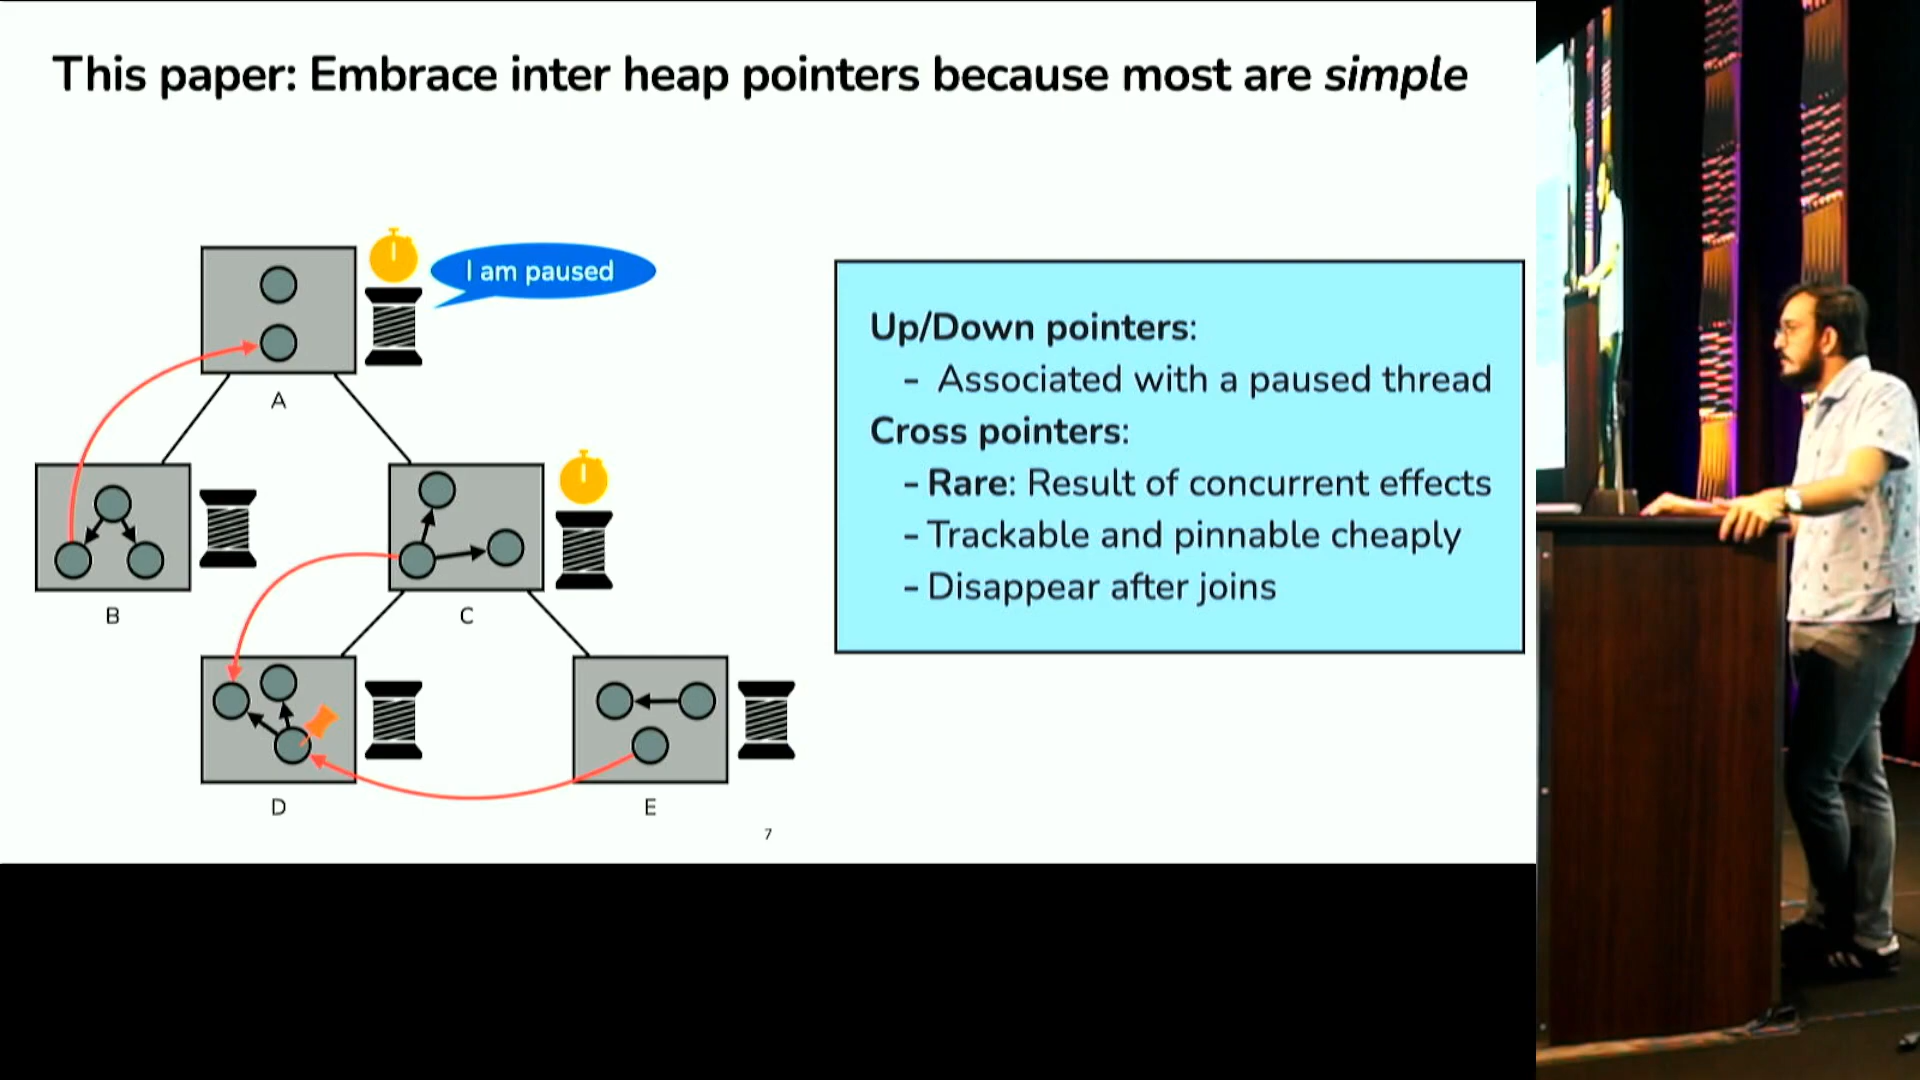 This paper: Embrace inter heap pointers because most are simple
I am paused
A
B
C
D
E
Up/Down pointers:
- Associated with a paused thread
Cross pointers:
- Rare: Result of concurrent effects
- Trackable and pinnable cheaply
- Disappear after joins
7